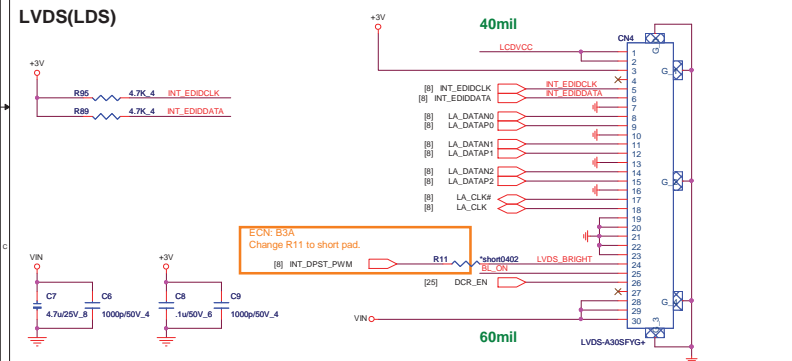 LVDS(LDS)
+3V
R95 4.7K_4 INT_EDIDCLK
R89 4.7K_4 INT_EDIDDATA
+3V
40mil
CN4
LCDVCC
[8] INT_EDIDCLK INT_EDIDCLK
[8] INT_EDIDDATA INT_EDIDDATA
[8] LA_DATAN0
[8] LA_DATAP0
[8] LA_DATAN1
[8] LA_DATAP1
[8] LA_DATAN2
[8] LA_DATAP2
[8] LA_CLK#
[8] LA_CLK
1
2
3
4
5
6
7
8
9
10
11
12
13
14
15
16
17
18
19
20
21
22
23
24
25
26
27
28
29
30
G_1
G_2
G_3
G_4
ECN: B3A
Change R11 to short pad.
[8] INT_DPST_PWM R11 *short0402 LVDS_BRIGHT
BL_ON
[25] DCR_EN
VIN
60mil
LVDS-A30SFYG+
C
VIN
C7
4.7u/25V_8
C6
1000p/50V_4
+3V
C8
.1u/50V_6
C9
1000p/50V_4